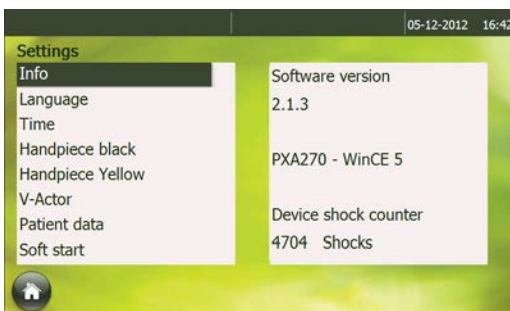 05-12-2012 16:42
Settings
Info
Language
Time
Handpiece black
Handpiece Yellow
V-Actor
Patient data
Soft start
Software version
2.1.3
PXA270 - WinCE 5
Device shock counter
4704 Shocks